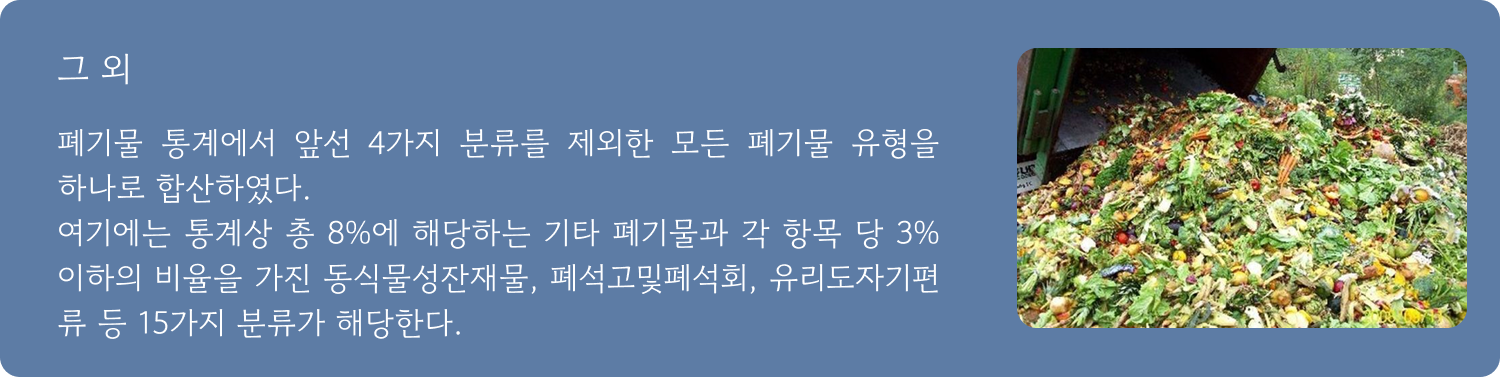 그 외
폐기물 통계에서 앞선 4가지 분류를 제외한 모든 폐기물 유형을
하나로 합산하였다.
여기에는 통계상 총 8%에 해당하는 기타 폐기물과 각 항목 당 3%
이하의 비율을 가진 동식물성잔재물, 폐석고및폐석회, 유리도자기편
류 등 15가지 분류가 해당한다.